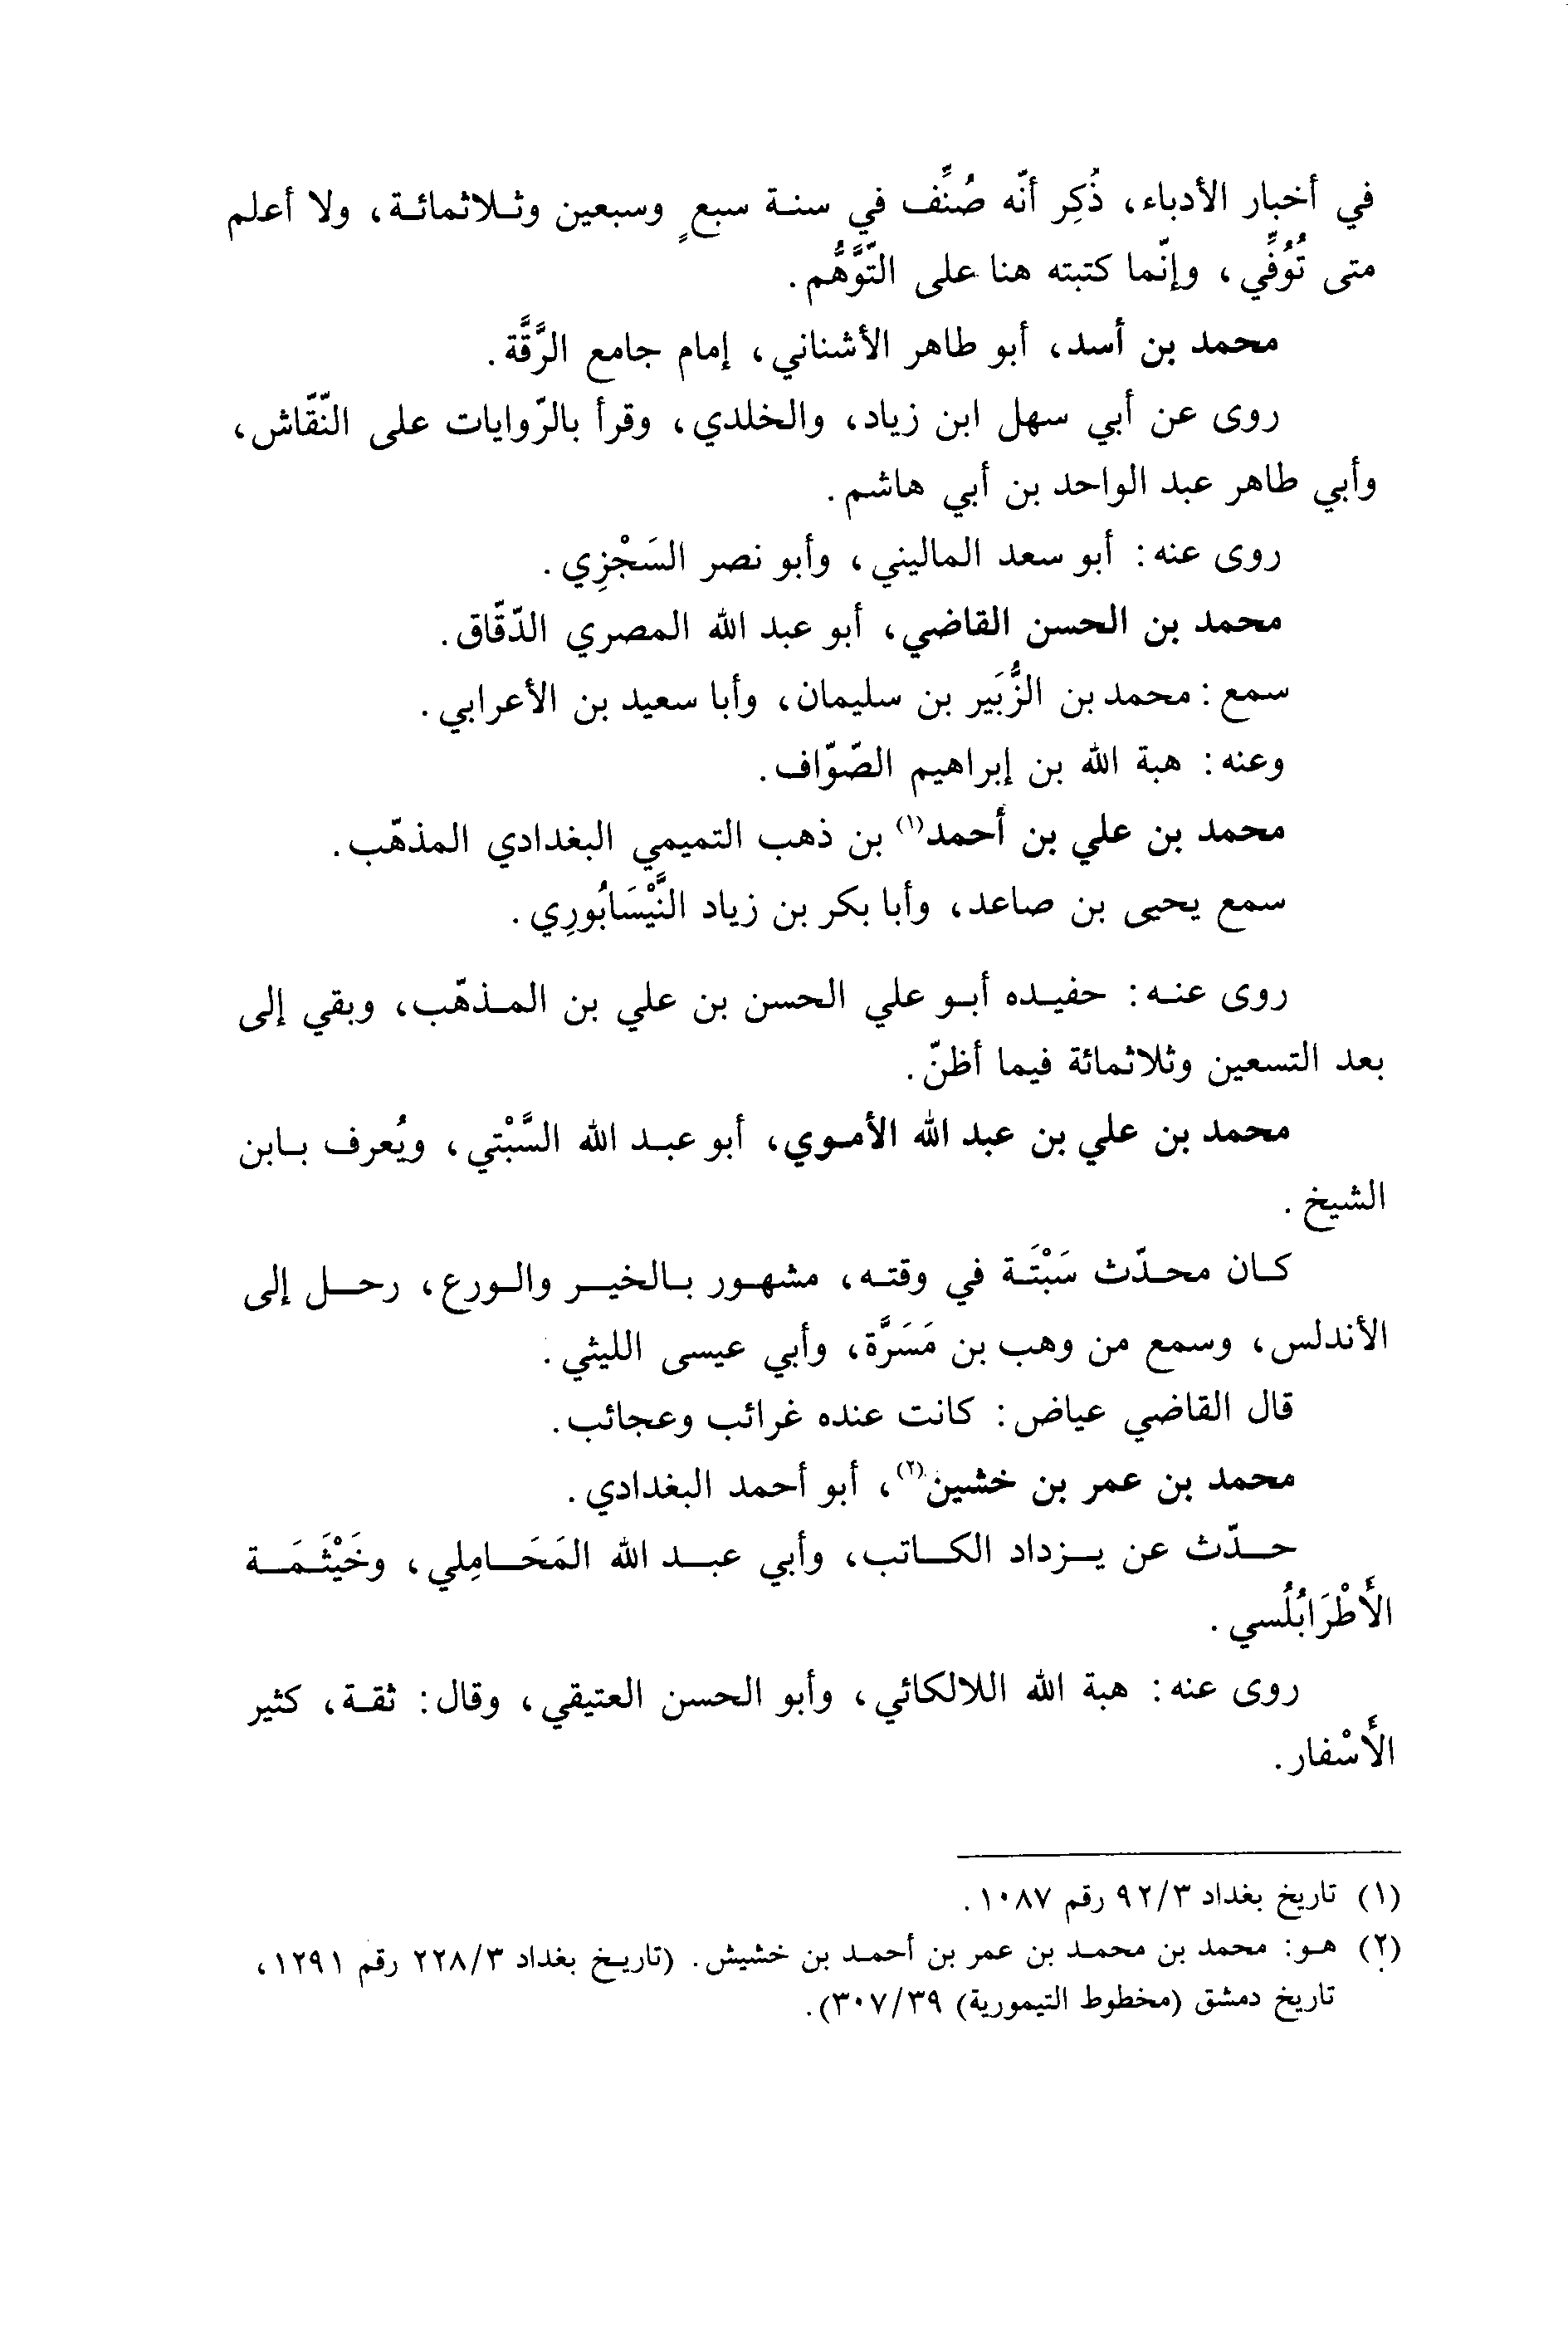 في أخبار الأدباء، ذُكِر أنّه صُنِّف في سنة سبعٍ وسبعين وثلاثمائة، ولا أعلم
متى تُوُفِّي، وإنّما كتبته هنا على التّوَّهُّم.
محمد بن أسد، أبو طاهر الأشناني، إمام جامع الرَّقَّة.
روى عن أبي سهل ابن زياد، والخلدي، وقرأ بالرّوايات على النّقّاش،
وأبي طاهر عبد الواحد بن أبي هاشم.
روى عنه: أبو سعد الماليني، وأبو نصر السَجْزِي.
محمد بن الحسن القاضي، أبو عبد الله المصري الدّقّاق.
سمع: محمد بن الزُّبَير بن سليمان، وأبا سعيد بن الأعرابي.
وعنه: هبة الله بن إبراهيم الصّوّاف.
محمد بن علي بن أحمد(١) بن ذهب التميمي البغدادي المذهّب.
سمع يحيى بن صاعد، وأبا بكر بن زياد النَّيْسَابُورِي.
روى عنه: حفيده أبو علي الحسن بن علي بن المذهّب، وبقي إلى
بعد التسعين وثلاثمائة فيما أظنّ.
محمد بن علي بن عبد الله الأموي، أبو عبد الله السَّبْتي، ويُعرف بابن
الشيخ.
كان محدّث سَبْتَة في وقته، مشهور بالخير والورع، رحل إلى
الأندلس، وسمع من وهب بن مَسَرَّة، وأبي عيسى الليثي.
قال القاضي عياض: كانت عنده غرائب وعجائب.
محمد بن عمر بن خشين(٢)، أبو أحمد البغدادي.
حدّث عن يزداد الكاتب، وأبي عبد الله المَحَامِلي، وخَيْثَمَة
الأَطْرَابُلُسي.
روى عنه: هبة الله اللالكائي، وأبو الحسن العتيقي، وقال: ثقة، كثير
الأَسْفار.
(١) تاريخ بغداد ٩٢/٣ رقم ١٠٨٧.
(٢) هو: محمد بن محمد بن عمر بن أحمد بن خشيش. (تاريخ بغداد ٢٢٨/٣ رقم ١٢٩١،
تاريخ دمشق (مخطوط التيمورية) ٣٠٧/٣٩).